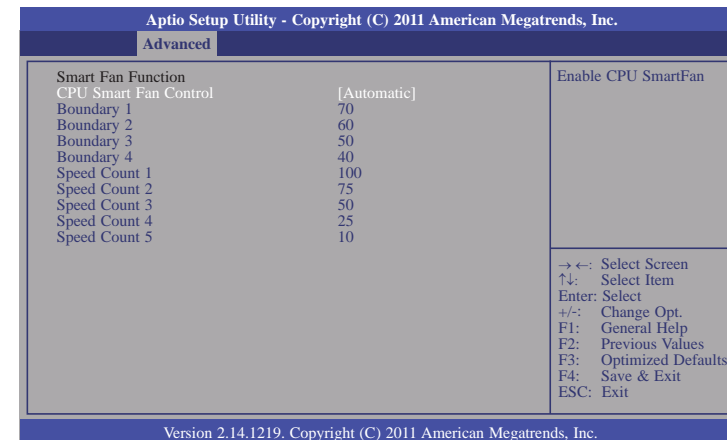 Aptio Setup Utility - Copyright (C) 2011 American Megatrends, Inc.
Advanced
Smart Fan Function
CPU Smart Fan Control [Automatic]
Boundary 1 70
Boundary 2 60
Boundary 3 50
Boundary 4 40
Speed Count 1 100
Speed Count 2 75
Speed Count 3 50
Speed Count 4 25
Speed Count 5 10
Enable CPU SmartFan
→←: Select Screen
↑↓: Select Item
Enter: Select
+/-: Change Opt.
F1: General Help
F2: Previous Values
F3: Optimized Defaults
F4: Save & Exit
ESC: Exit
Version 2.14.1219. Copyright (C) 2011 American Megatrends, Inc.